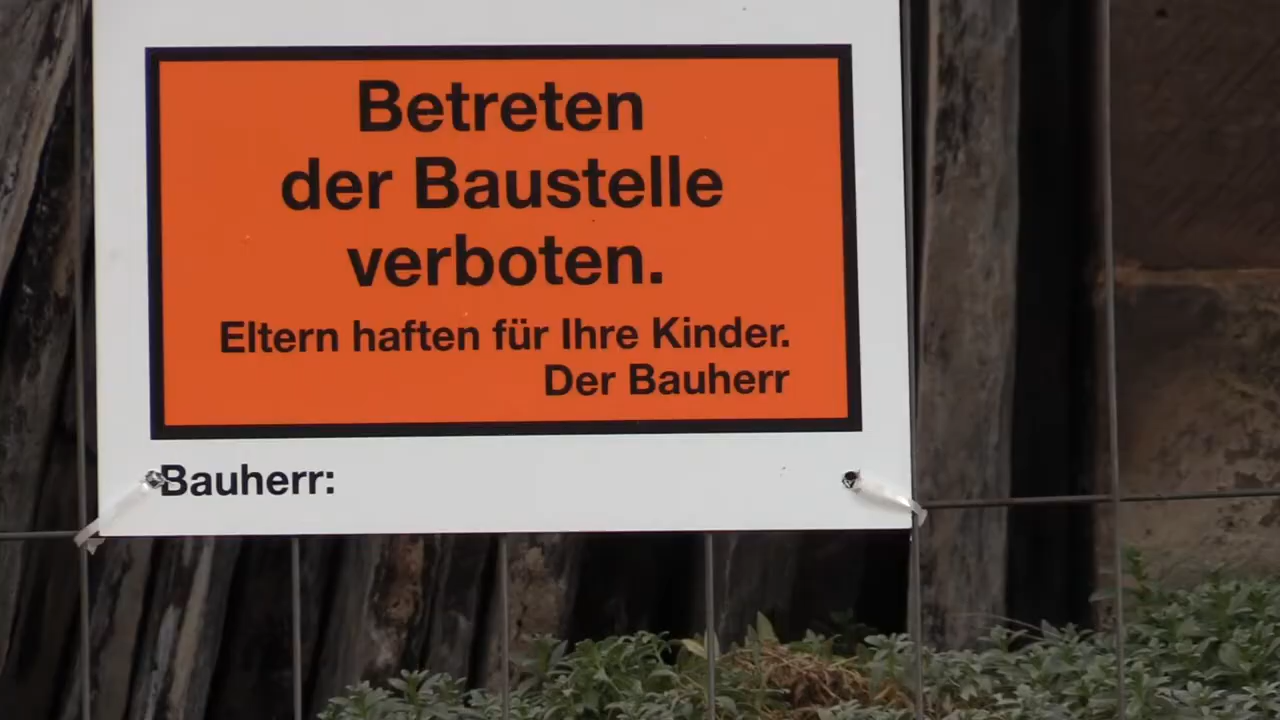 Betreten
der Baustelle
verboten.
Eltern haften für Ihre Kinder.
Der Bauherr
Bauherr: